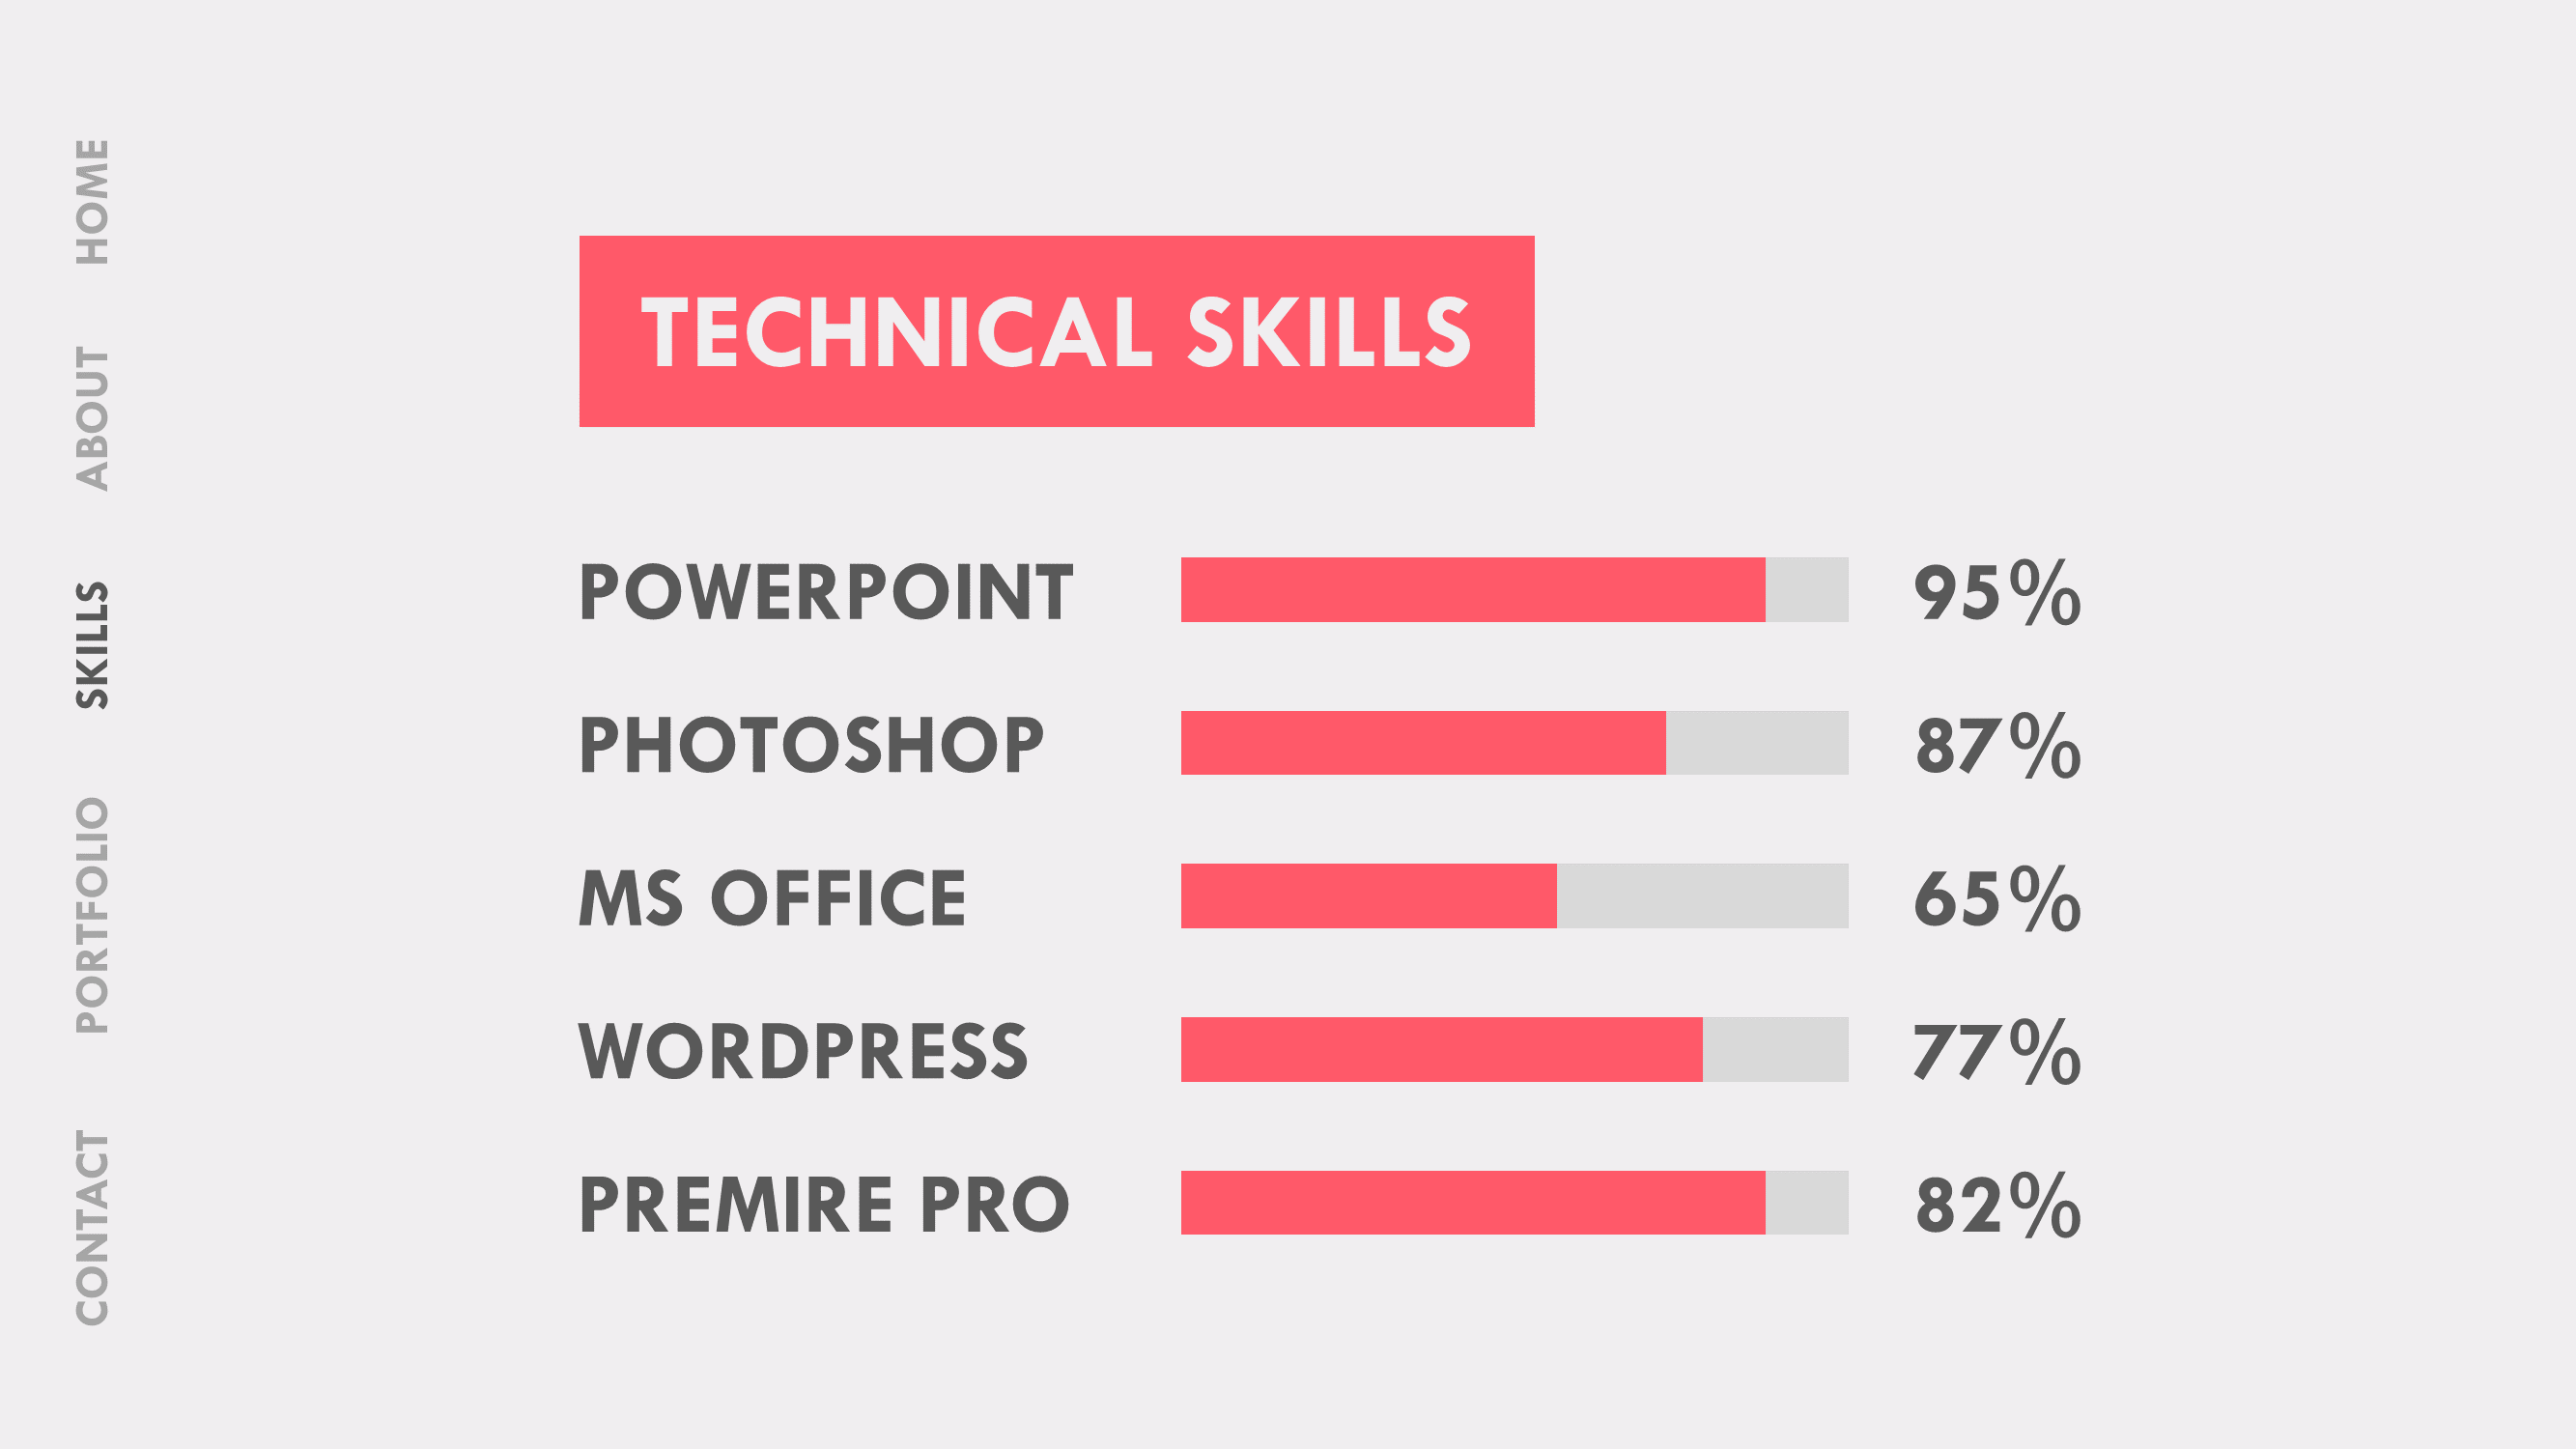 HOME
ABOUT
SKILLS
PORTFOLIO
CONTACT
TECHNICAL SKILLS
POWERPOINT 95%
PHOTOSHOP 87%
MS OFFICE 65%
WORDPRESS 77%
PREMIRE PRO 82%